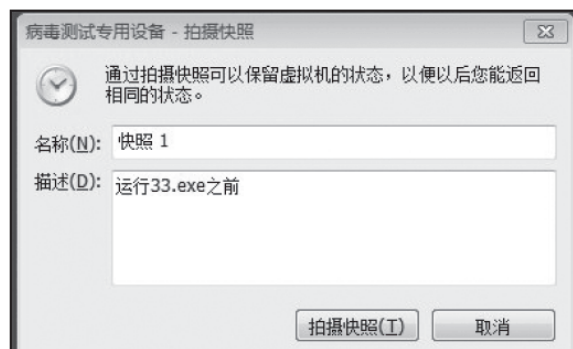 病毒测试专用设备 - 拍摄快照
通过拍摄快照可以保留虚拟机的状态，以便以后您能返回
相同的状态。
名称(N): 快照 1
描述(D): 运行33.exe之前
拍摄快照(T) 取消